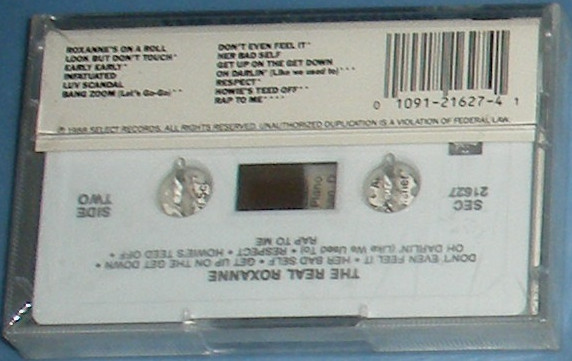 ROXANNE'S ON A ROLL
LOOK BUT DON'T TOUCH*
EARLY EARLY*
INFATUATED
LUV SCANDAL
BANG ZOOM (Let's Go-Go)**
DON'T EVEN FEEL IT*
HER BAD SELF
GET UP ON THE GET DOWN
OH DARLIN' (Like we used to)***
RESPECT*
HOWIE'S TEED OFF**
RAP TO ME****
0 1091-21627-4 1
℗ 1988 SELECT RECORDS. ALL RIGHTS RESERVED. UNAUTHORIZED DUPLICATION IS A VIOLATION OF FEDERAL LAW.
THE REAL ROXANNE
DON'T EVEN FEEL IT • HER BAD SELF • GET UP ON THE GET DOWN •
OH DARLIN' (Like We Used To) • RESPECT • HOWIE'S TEED OFF •
RAP TO ME
SEC
21627
SIDE
TWO
Piano